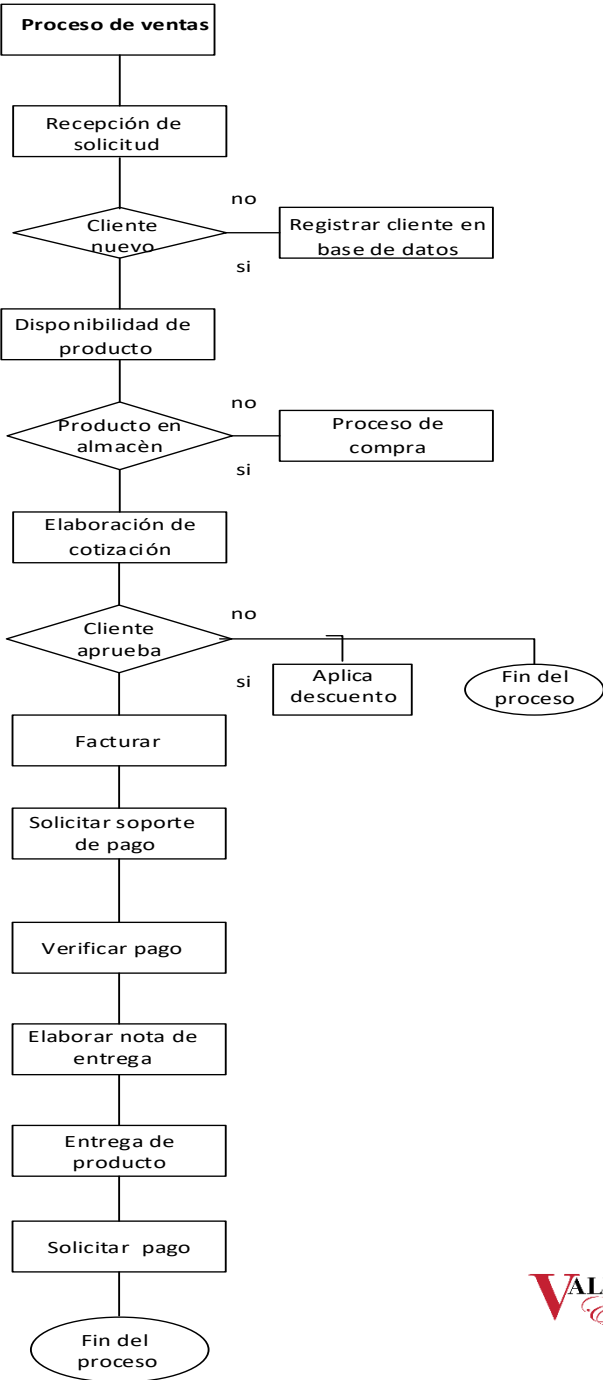 Proceso de ventas
Recepción de
solicitud
Cliente
nuevo
no
si
Registrar cliente en
base de datos
Disponibilidad de
producto
Producto en
almacèn
no
si
Proceso de
compra
Elaboración de
cotización
Cliente
aprueba
no
si
Aplica
descuento
Fin del
proceso
Facturar
Solicitar soporte
de pago
Verificar pago
Elaborar nota de
entrega
Entrega de
producto
Solicitar pago
Fin del
proceso